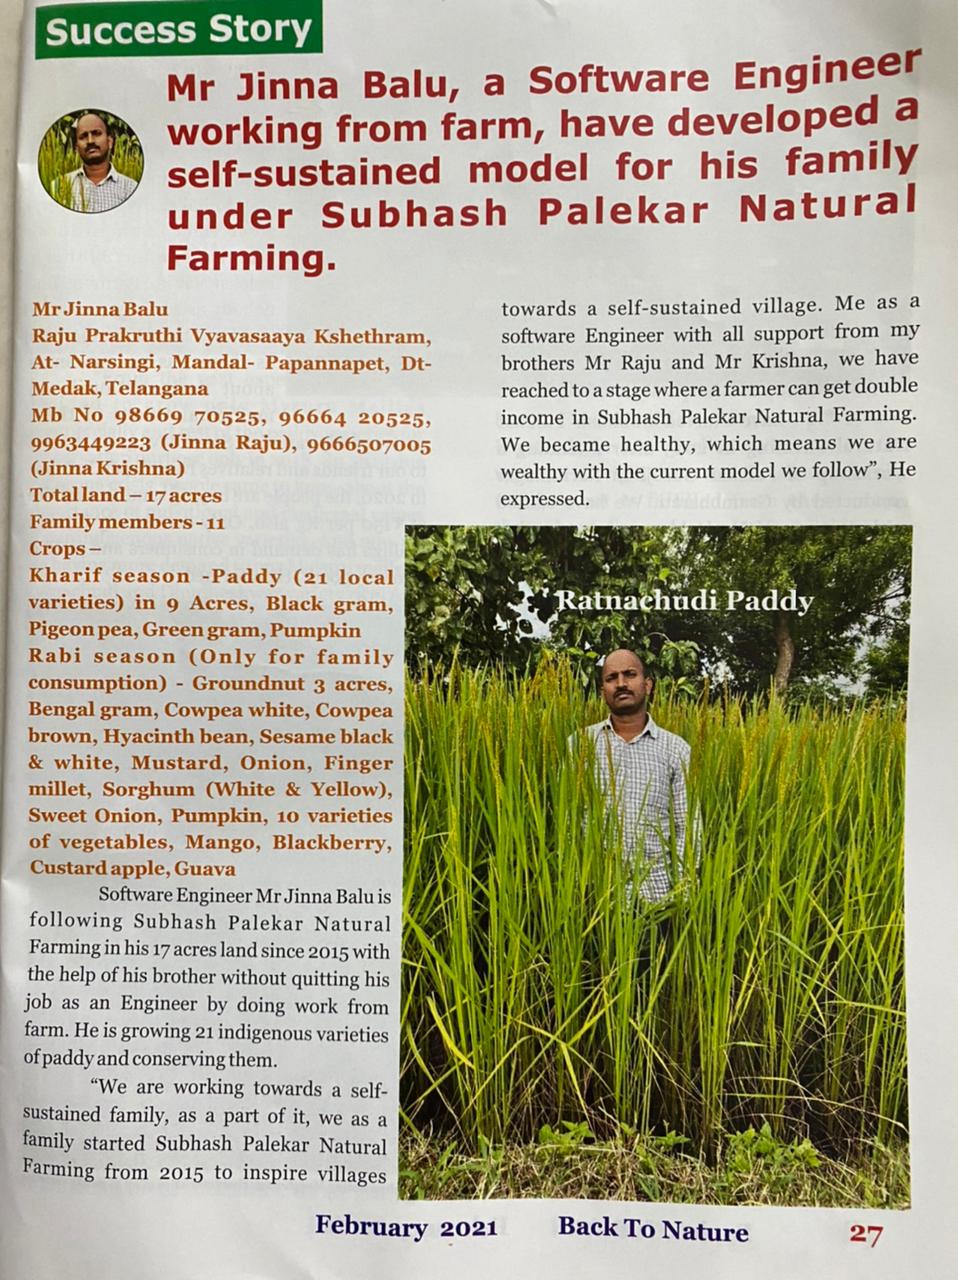 Success Story
Mr Jinna Balu, a Software Engineer
working from farm, have developed a
self-sustained model for his family
under Subhash Palekar Natural
Farming.
Mr Jinna Balu
Raju Prakruthi Vyavasaaya Kshethram,
At- Narsingi, Mandal- Papannapet, Dt-
Medak, Telangana
Mb No 98669 70525, 96664 20525,
9963449223 (Jinna Raju), 9666507005
(Jinna Krishna)
Total land – 17 acres
Family members - 11
Crops –
Kharif season -Paddy (21 local
varieties) in 9 Acres, Black gram,
Pigeon pea, Green gram, Pumpkin
Rabi season (Only for family
consumption) - Groundnut 3 acres,
Bengal gram, Cowpea white, Cowpea
brown, Hyacinth bean, Sesame black
& white, Mustard, Onion, Finger
millet, Sorghum (White & Yellow),
Sweet Onion, Pumpkin, 10 varieties
of vegetables, Mango, Blackberry,
Custard apple, Guava
Software Engineer Mr Jinna Balu is
following Subhash Palekar Natural
Farming in his 17 acres land since 2015 with
the help of his brother without quitting his
job as an Engineer by doing work from
farm. He is growing 21 indigenous varieties
of paddy and conserving them.
“We are working towards a self-
sustained family, as a part of it, we as a
family started Subhash Palekar Natural
Farming from 2015 to inspire villages
towards a self-sustained village. Me as a
software Engineer with all support from my
brothers Mr Raju and Mr Krishna, we have
reached to a stage where a farmer can get double
income in Subhash Palekar Natural Farming.
We became healthy, which means we are
wealthy with the current model we follow”, He
expressed.
Ratnachudi Paddy
February 2021 Back To Nature 27